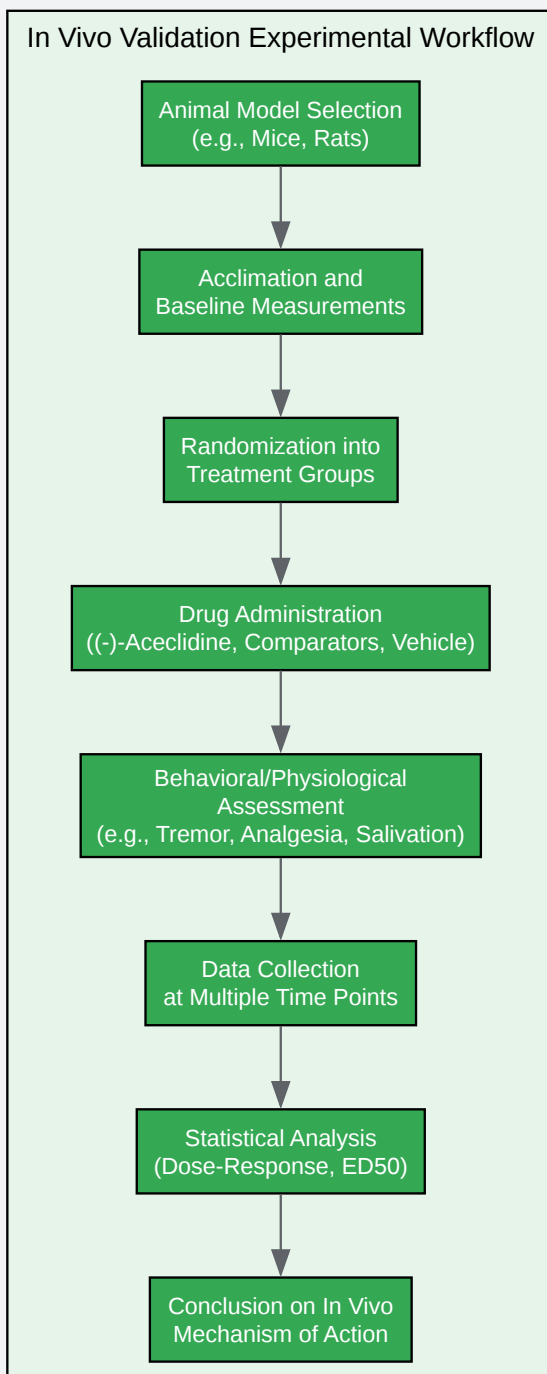 In Vivo Validation Experimental Workflow
Animal Model Selection
(e.g., Mice, Rats)
Acclimation and
Baseline Measurements
Randomization into
Treatment Groups
Drug Administration
((-)-Aceclidine, Comparators, Vehicle)
Behavioral/Physiological
Assessment
(e.g., Tremor, Analgesia, Salivation)
Data Collection
at Multiple Time Points
Statistical Analysis
(Dose-Response, ED50)
Conclusion on In Vivo
Mechanism of Action